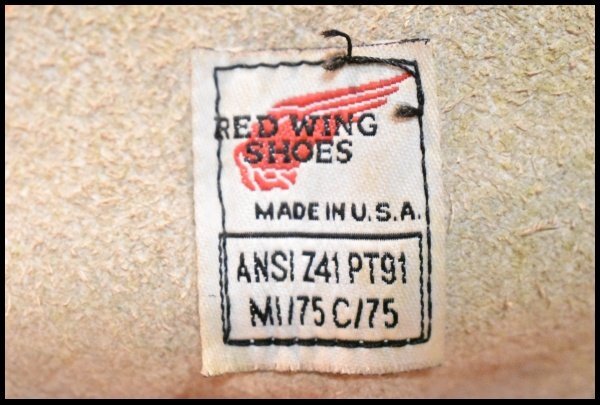 RED WING
SHOES
MADE IN U.S.A.
ANSI Z41 PT91
MI/75 C/75